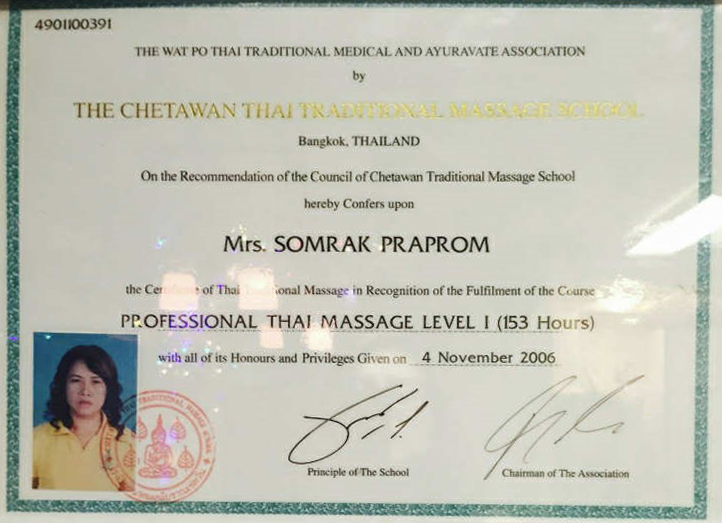 4901100391
THE WAT PO THAI TRADITIONAL MEDICAL AND AYURAVATE ASSOCIATION
by
THE CHETAWAN THAI TRADITIONAL MASSAGE SCHOOL
Bangkok, THAILAND
On the Recommendation of the Council of Chetawan Traditional Massage School
hereby Confers upon
Mrs. SOMRAK PRAPROM
the Certificate of Thai Traditional Massage in Recognition of the Fulfilment of the Course
PROFESSIONAL THAI MASSAGE LEVEL I (153 Hours)
with all of its Honours and Privileges Given on 4 November 2006
Principle of The School
Chairman of The Association